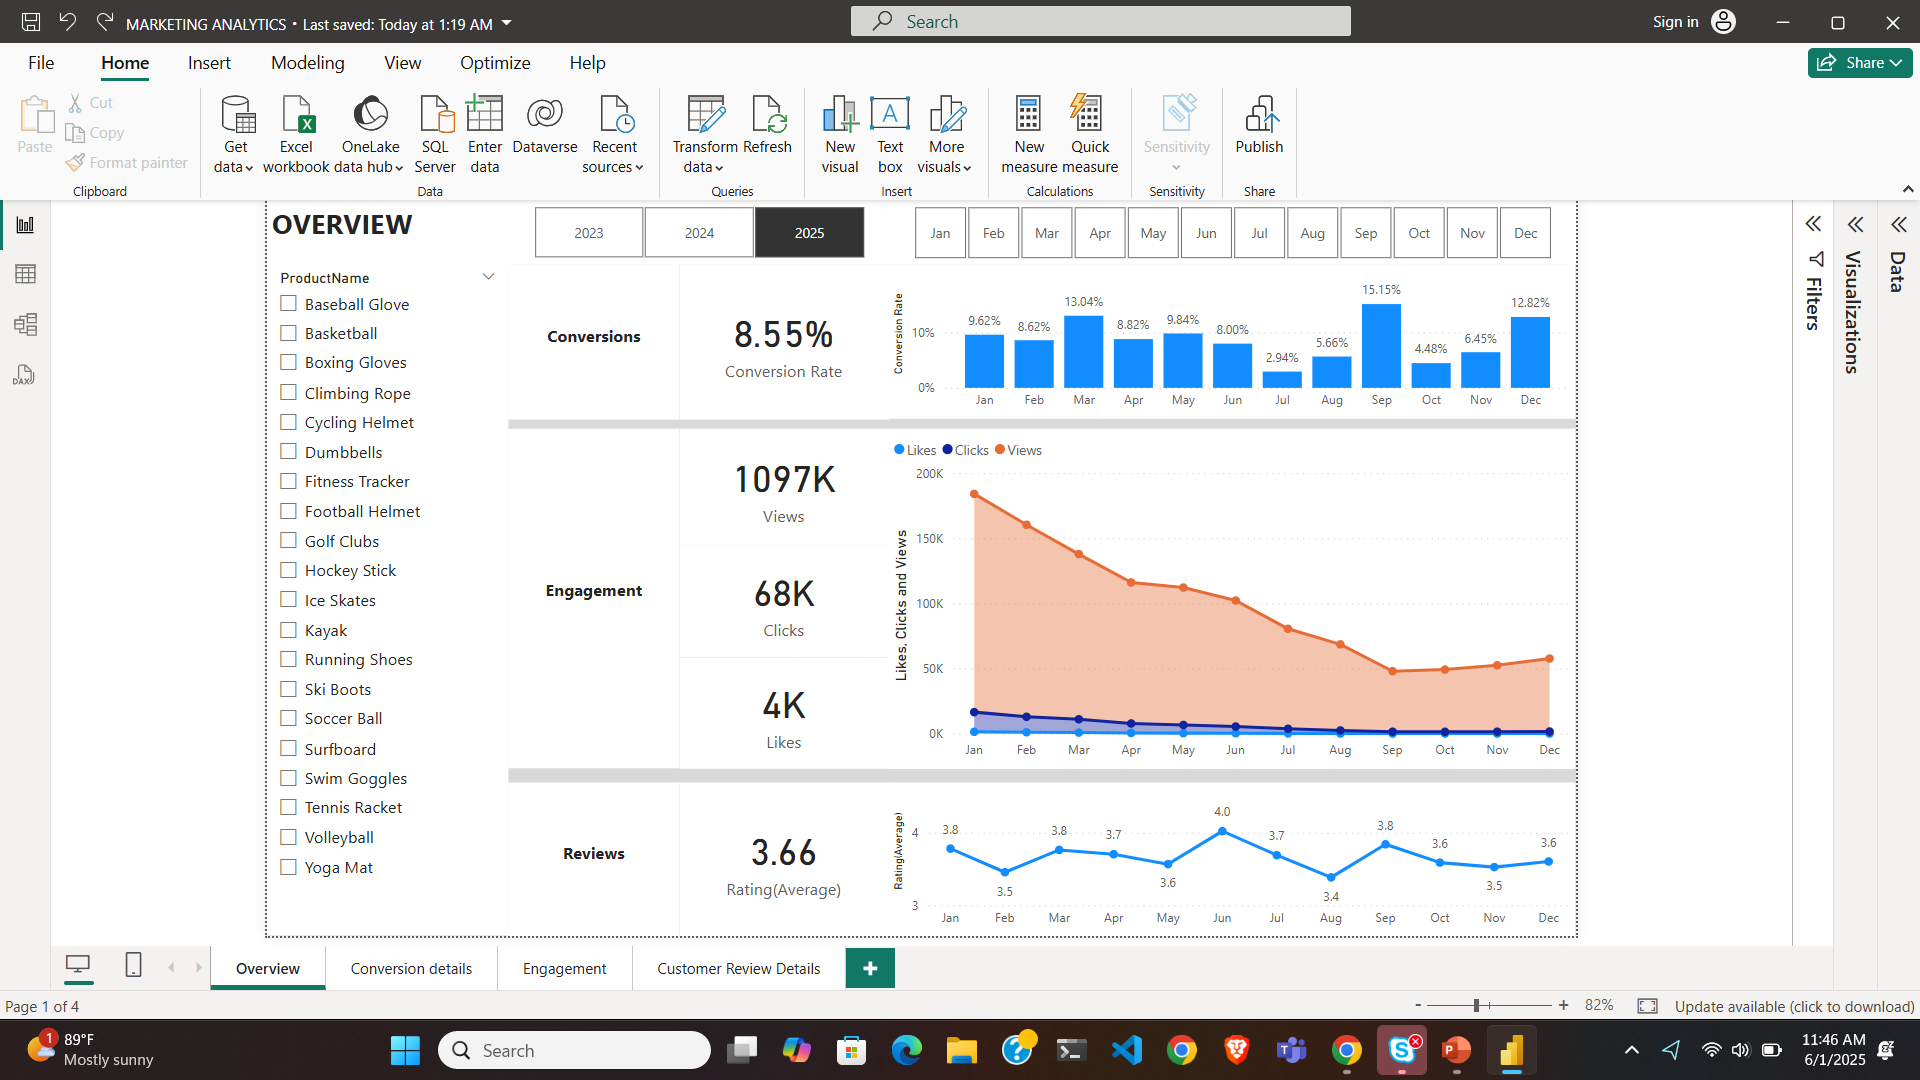 MARKETING ANALYTICS • Last saved: Today at 1:19 AM
Search
Sign in
File
Home
Insert
Modeling
View
Optimize
Help
Share
Paste
Cut
Copy
Format painter
Clipboard
Get data
Excel workbook
OneLake data hub
SQL Server
Enter data
Dataverse
Recent sources
Data
Transform data
Refresh
Queries
New visual
Text box
More visuals
Insert
New measure
Quick measure
Calculations
Sensitivity
Sensitivity
Publish
Share
DAX
OVERVIEW
2023
2024
2025
Jan
Feb
Mar
Apr
May
Jun
Jul
Aug
Sep
Oct
Nov
Dec
ProductName
Baseball Glove
Basketball
Boxing Gloves
Climbing Rope
Cycling Helmet
Dumbbells
Fitness Tracker
Football Helmet
Golf Clubs
Hockey Stick
Ice Skates
Kayak
Running Shoes
Ski Boots
Soccer Ball
Surfboard
Swim Goggles
Tennis Racket
Volleyball
Yoga Mat
Conversions
8.55%
Conversion Rate
Conversion Rate
10%
0%
9.62%
8.62%
13.04%
8.82%
9.84%
8.00%
2.94%
5.66%
15.15%
4.48%
6.45%
12.82%
Jan
Feb
Mar
Apr
May
Jun
Jul
Aug
Sep
Oct
Nov
Dec
Engagement
1097K
Views
68K
Clicks
4K
Likes
Likes Clicks Views
Likes, Clicks and Views
200K
150K
100K
50K
0K
Jan
Feb
Mar
Apr
May
Jun
Jul
Aug
Sep
Oct
Nov
Dec
Reviews
3.66
Rating(Average)
Rating(Average)
4
3
3.8
3.5
3.8
3.7
3.6
4.0
3.7
3.4
3.8
3.6
3.5
3.6
Jan
Feb
Mar
Apr
May
Jun
Jul
Aug
Sep
Oct
Nov
Dec
Filters
Visualizations
Data
Overview
Conversion details
Engagement
Customer Review Details
Page 1 of 4
- + 82%
Update available (click to download)
1
89°F
Mostly sunny
Search
11:46 AM
6/1/2025